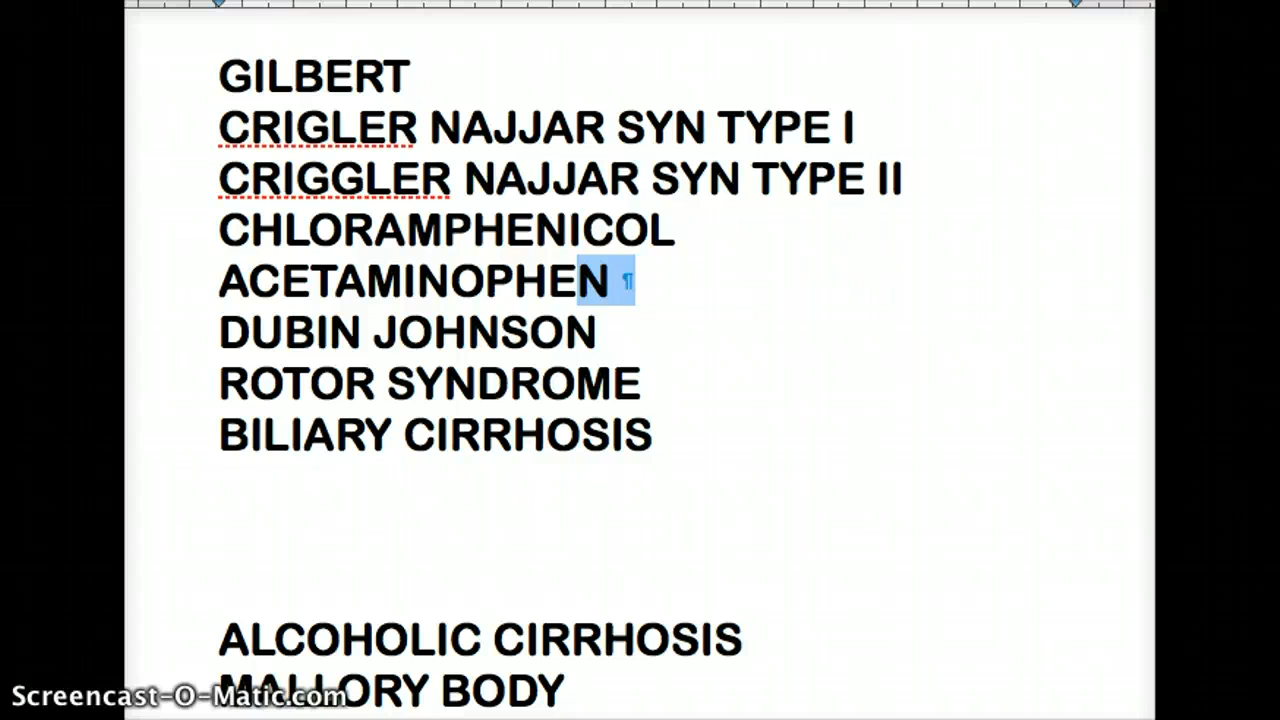 GILBERT
CRIGLER NAJJAR SYN TYPE I
CRIGGLER NAJJAR SYN TYPE II
CHLORAMPHENICOL
ACETAMINOPHEN ¶
DUBIN JOHNSON
ROTOR SYNDROME
BILIARY CIRRHOSIS
ALCOHOLIC CIRRHOSIS
MALLORY BODY
Screencast-O-Matic.com